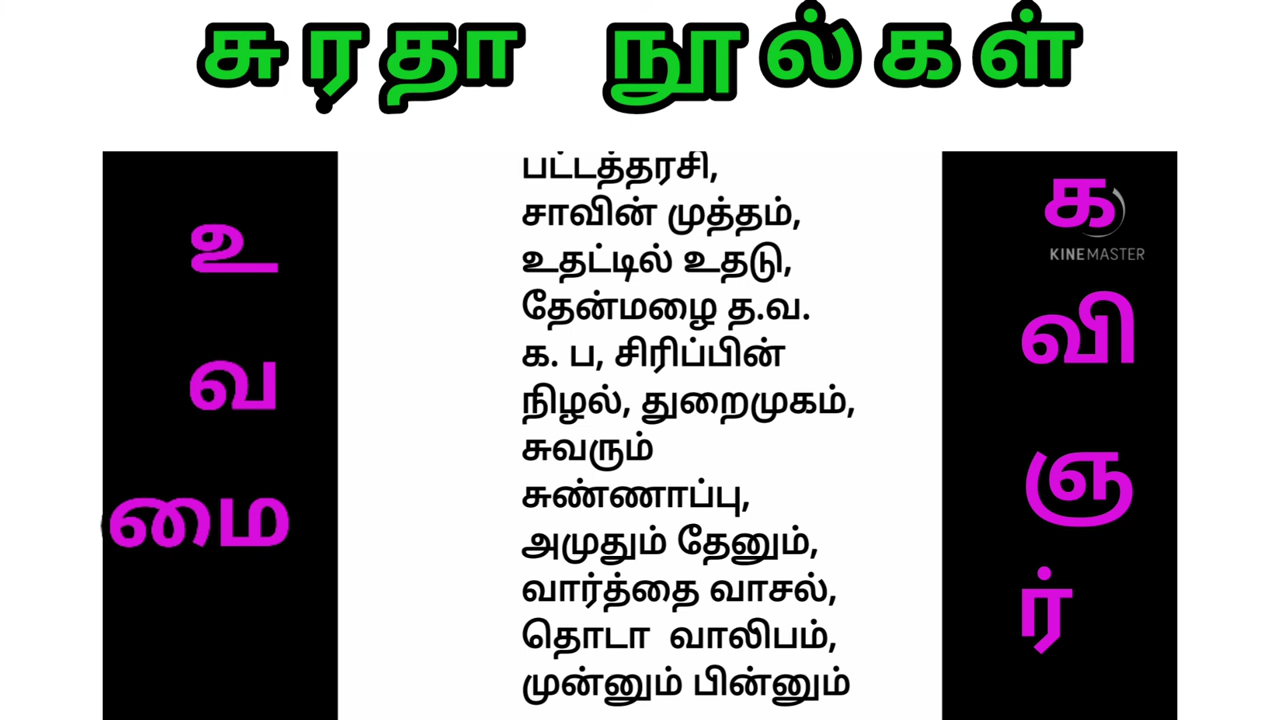 சுரதா நூல்கள்
உ
வ
மை
பட்டத்தரசி,
சாவின் முத்தம்,
உதட்டில் உதடு,
தேன்மழை த.வ.
க. ப, சிரிப்பின்
நிழல், துறைமுகம்,
சுவரும்
சுண்ணாப்பு,
அமுதும் தேனும்,
வார்த்தை வாசல்,
தொடா வாலிபம்,
முன்னும் பின்னும்
க
வி
ஞ
ர்
KINEMASTER